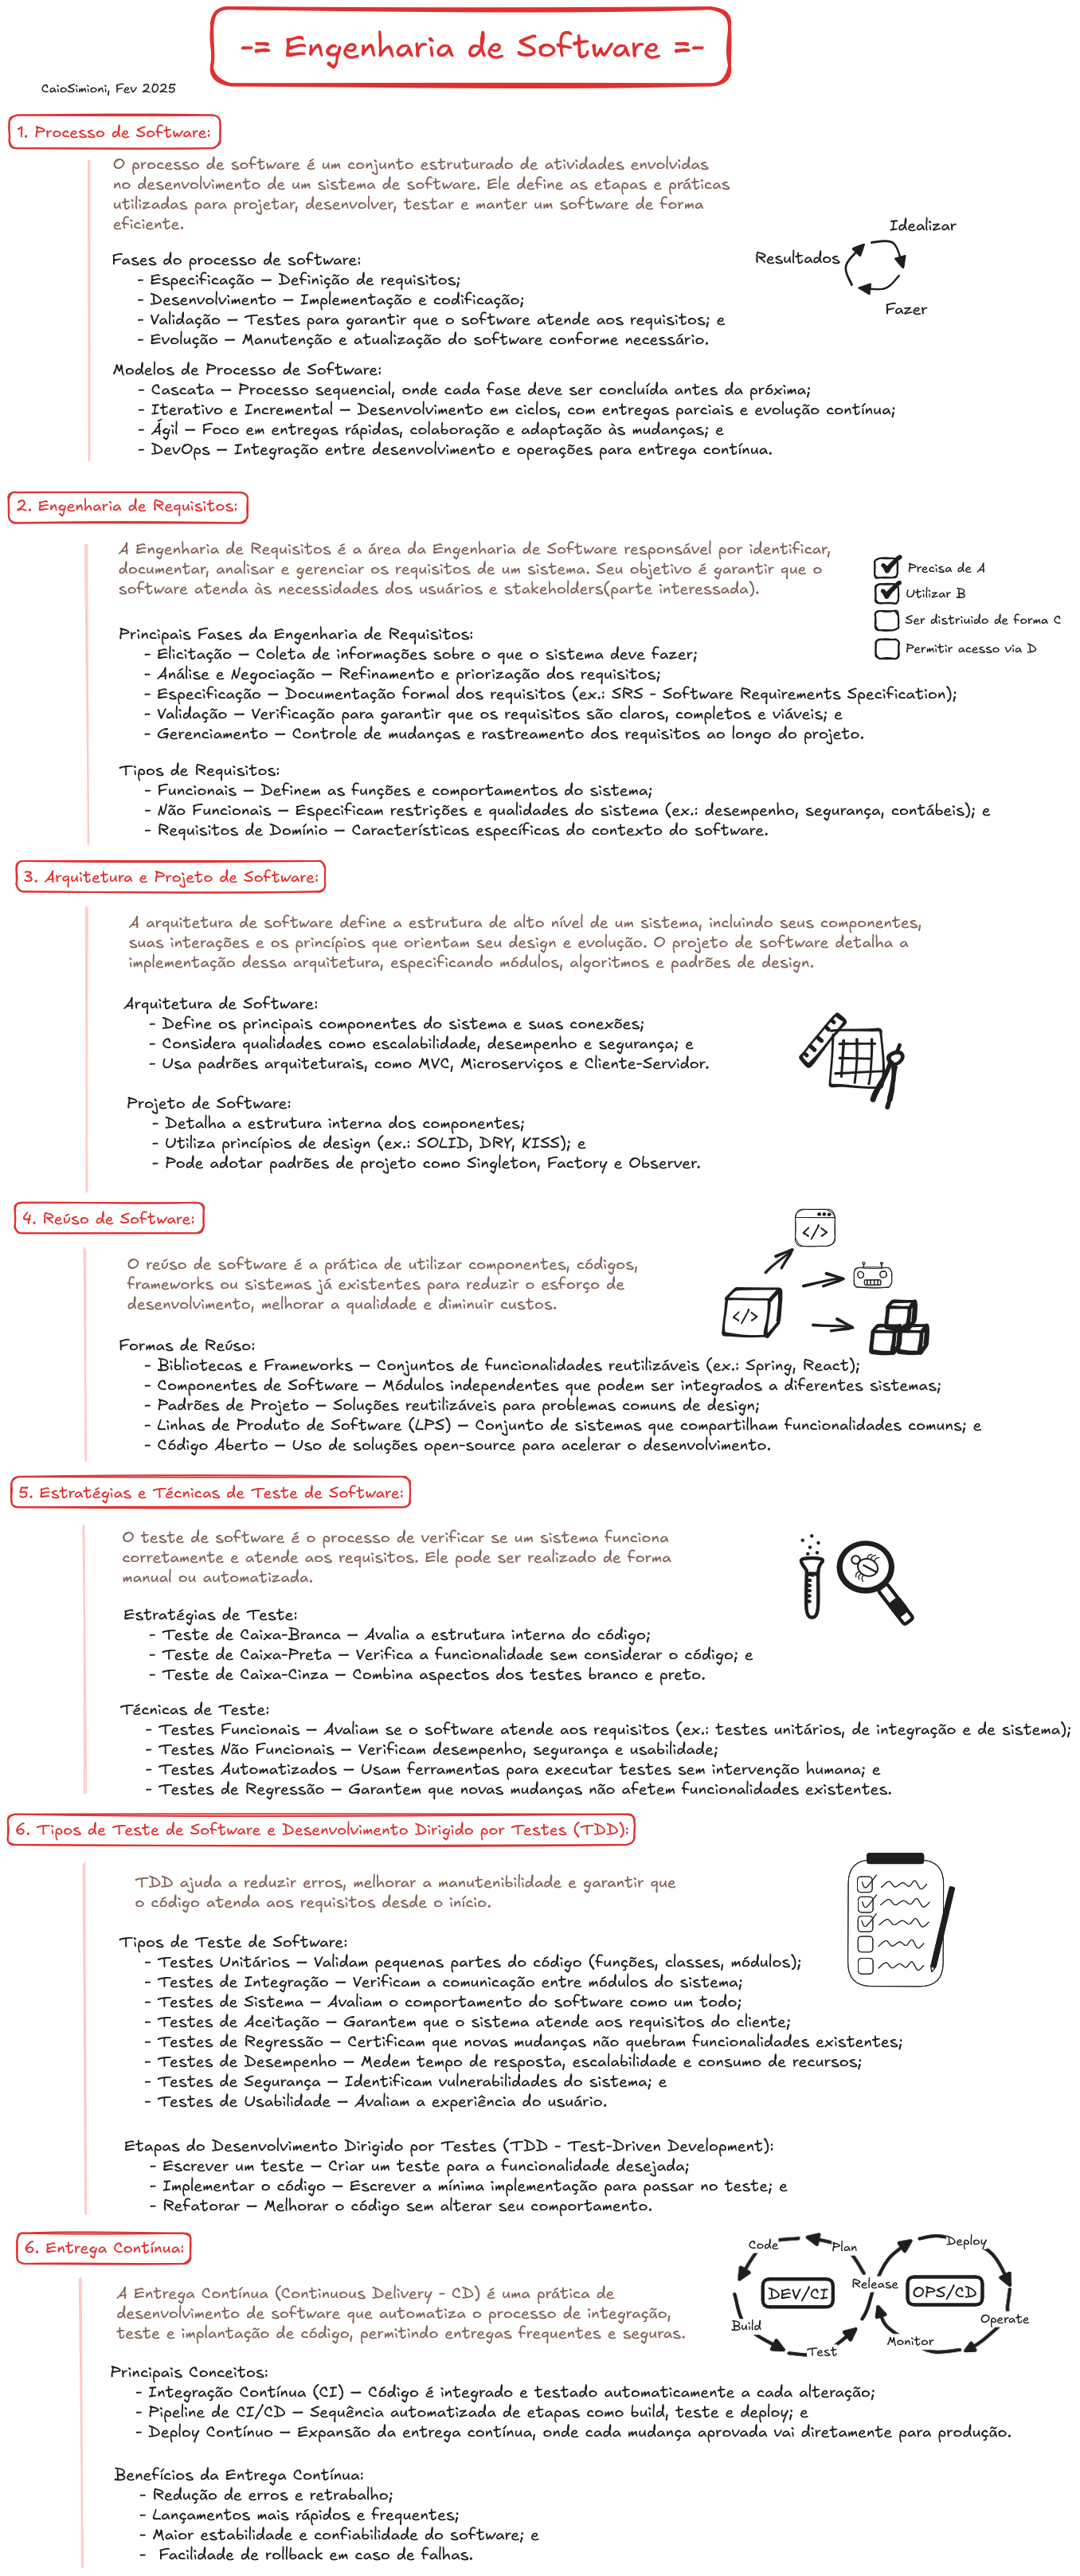 -= Engenharia de Software =-
CaioSimioni, Fev 2025
1. Processo de Software:
O processo de software é um conjunto estruturado de atividades envolvidas
no desenvolvimento de um sistema de software. Ele define as etapas e práticas
utilizadas para projetar, desenvolver, testar e manter um software de forma
eficiente.
Idealizar
Resultados
Fazer
Fases do processo de software:
- Especificação — Definição de requisitos;
- Desenvolvimento — Implementação e codificação;
- Validação — Testes para garantir que o software atende aos requisitos; e
- Evolução — Manutenção e atualização do software conforme necessário.
Modelos de Processo de Software:
- Cascata — Processo sequencial, onde cada fase deve ser concluída antes da próxima;
- Iterativo e Incremental — Desenvolvimento em ciclos, com entregas parciais e evolução contínua;
- Ágil — Foco em entregas rápidas, colaboração e adaptação às mudanças; e
- DevOps — Integração entre desenvolvimento e operações para entrega contínua.
2. Engenharia de Requisitos:
A Engenharia de Requisitos é a área da Engenharia de Software responsável por identificar,
documentar, analisar e gerenciar os requisitos de um sistema. Seu objetivo é garantir que o
software atenda às necessidades dos usuários e stakeholders(parte interessada).
Precisa de A
Utilizar B
Ser distriuido de forma C
Permitir acesso via D
Principais Fases da Engenharia de Requisitos:
- Elicitação — Coleta de informações sobre o que o sistema deve fazer;
- Análise e Negociação — Refinamento e priorização dos requisitos;
- Especificação — Documentação formal dos requisitos (ex.: SRS - Software Requirements Specification);
- Validação — Verificação para garantir que os requisitos são claros, completos e viáveis; e
- Gerenciamento — Controle de mudanças e rastreamento dos requisitos ao longo do projeto.
Tipos de Requisitos:
- Funcionais — Definem as funções e comportamentos do sistema;
- Não Funcionais — Especificam restrições e qualidades do sistema (ex.: desempenho, segurança, contábeis); e
- Requisitos de Domínio — Características específicas do contexto do software.
3. Arquitetura e Projeto de Software:
A arquitetura de software define a estrutura de alto nível de um sistema, incluindo seus componentes,
suas interações e os princípios que orientam seu design e evolução. O projeto de software detalha a
implementação dessa arquitetura, especificando módulos, algoritmos e padrões de design.
Arquitetura de Software:
- Define os principais componentes do sistema e suas conexões;
- Considera qualidades como escalabilidade, desempenho e segurança; e
- Usa padrões arquiteturais, como MVC, Microserviços e Cliente-Servidor.
Projeto de Software:
- Detalha a estrutura interna dos componentes;
- Utiliza princípios de design (ex.: SOLID, DRY, KISS); e
- Pode adotar padrões de projeto como Singleton, Factory e Observer.
4. Reúso de Software:
O reúso de software é a prática de utilizar componentes, códigos,
frameworks ou sistemas já existentes para reduzir o esforço de
desenvolvimento, melhorar a qualidade e diminuir custos.
</>
</>
Formas de Reúso:
- Bibliotecas e Frameworks — Conjuntos de funcionalidades reutilizáveis (ex.: Spring, React);
- Componentes de Software — Módulos independentes que podem ser integrados a diferentes sistemas;
- Padrões de Projeto — Soluções reutilizáveis para problemas comuns de design;
- Linhas de Produto de Software (LPS) — Conjunto de sistemas que compartilham funcionalidades comuns; e
- Código Aberto — Uso de soluções open-source para acelerar o desenvolvimento.
5. Estratégias e Técnicas de Teste de Software:
O teste de software é o processo de verificar se um sistema funciona
corretamente e atende aos requisitos. Ele pode ser realizado de forma
manual ou automatizada.
Estratégias de Teste:
- Teste de Caixa-Branca — Avalia a estrutura interna do código;
- Teste de Caixa-Preta — Verifica a funcionalidade sem considerar o código; e
- Teste de Caixa-Cinza — Combina aspectos dos testes branco e preto.
Técnicas de Teste:
- Testes Funcionais — Avaliam se o software atende aos requisitos (ex.: testes unitários, de integração e de sistema);
- Testes Não Funcionais — Verificam desempenho, segurança e usabilidade;
- Testes Automatizados — Usam ferramentas para executar testes sem intervenção humana; e
- Testes de Regressão — Garantem que novas mudanças não afetem funcionalidades existentes.
6. Tipos de Teste de Software e Desenvolvimento Dirigido por Testes (TDD):
TDD ajuda a reduzir erros, melhorar a manutenibilidade e garantir que
o código atenda aos requisitos desde o início.
Tipos de Teste de Software:
- Testes Unitários — Validam pequenas partes do código (funções, classes, módulos);
- Testes de Integração — Verificam a comunicação entre módulos do sistema;
- Testes de Sistema — Avaliam o comportamento do software como um todo;
- Testes de Aceitação — Garantem que o sistema atende aos requisitos do cliente;
- Testes de Regressão — Certificam que novas mudanças não quebram funcionalidades existentes;
- Testes de Desempenho — Medem tempo de resposta, escalabilidade e consumo de recursos;
- Testes de Segurança — Identificam vulnerabilidades do sistema; e
- Testes de Usabilidade — Avaliam a experiência do usuário.
Etapas do Desenvolvimento Dirigido por Testes (TDD - Test-Driven Development):
- Escrever um teste — Criar um teste para a funcionalidade desejada;
- Implementar o código — Escrever a mínima implementação para passar no teste; e
- Refatorar — Melhorar o código sem alterar seu comportamento.
6. Entrega Contínua:
A Entrega Contínua (Continuous Delivery - CD) é uma prática de
desenvolvimento de software que automatiza o processo de integração,
teste e implantação de código, permitindo entregas frequentes e seguras.
Code
Plan
Deploy
Release
DEV/CI
OPS/CD
Build
Operate
Test
Monitor
Principais Conceitos:
- Integração Contínua (CI) — Código é integrado e testado automaticamente a cada alteração;
- Pipeline de CI/CD — Sequência automatizada de etapas como build, teste e deploy; e
- Deploy Contínuo — Expansão da entrega contínua, onde cada mudança aprovada vai diretamente para produção.
Benefícios da Entrega Contínua:
- Redução de erros e retrabalho;
- Lançamentos mais rápidos e frequentes;
- Maior estabilidade e confiabilidade do software; e
- Facilidade de rollback em caso de falhas.